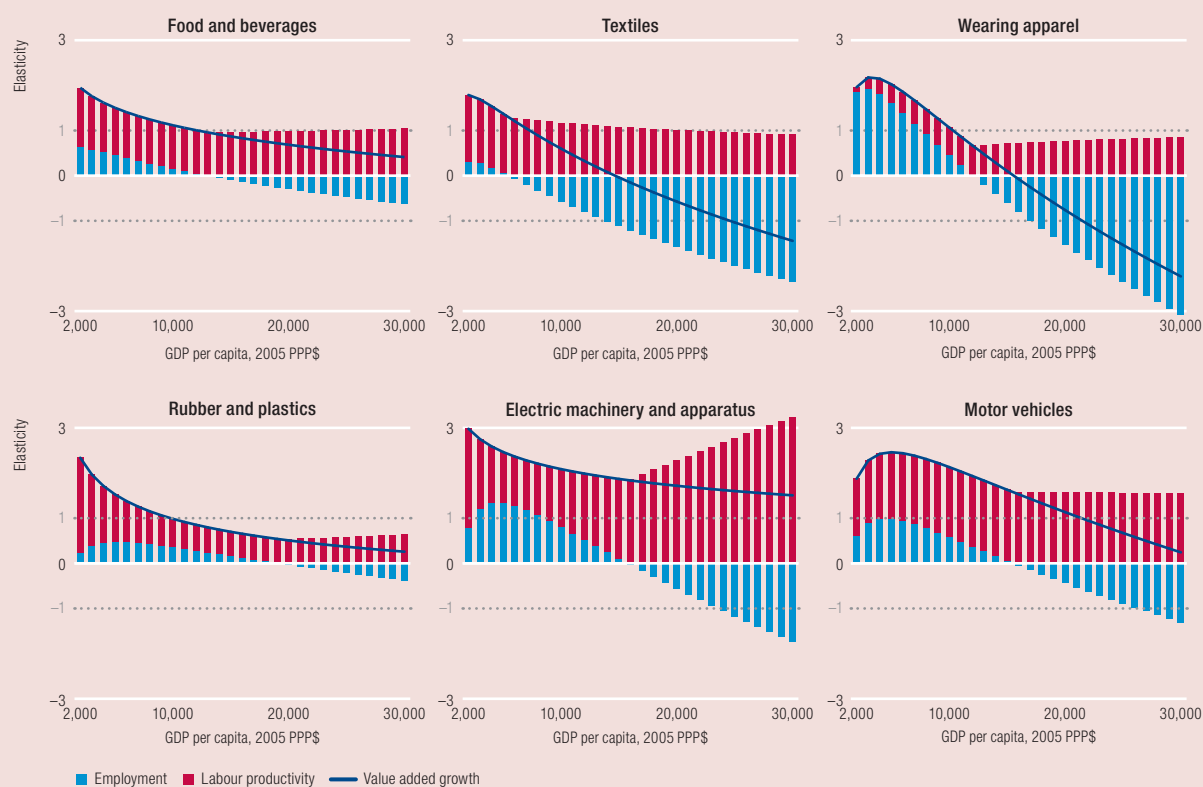 Food and beverages
Textiles
Wearing apparel
Elasticity
3
1
0
–1
–3
2,000 10,000 20,000 30,000
GDP per capita, 2005 PPP$
3
1
0
–1
–3
2,000 10,000 20,000 30,000
GDP per capita, 2005 PPP$
3
1
0
–1
–3
2,000 10,000 20,000 30,000
GDP per capita, 2005 PPP$
Rubber and plastics
Electric machinery and apparatus
Motor vehicles
Elasticity
3
1
0
–1
–3
2,000 10,000 20,000 30,000
GDP per capita, 2005 PPP$
3
1
0
–1
–3
2,000 10,000 20,000 30,000
GDP per capita, 2005 PPP$
3
1
0
–1
–3
2,000 10,000 20,000 30,000
GDP per capita, 2005 PPP$
Employment Labour productivity Value added growth